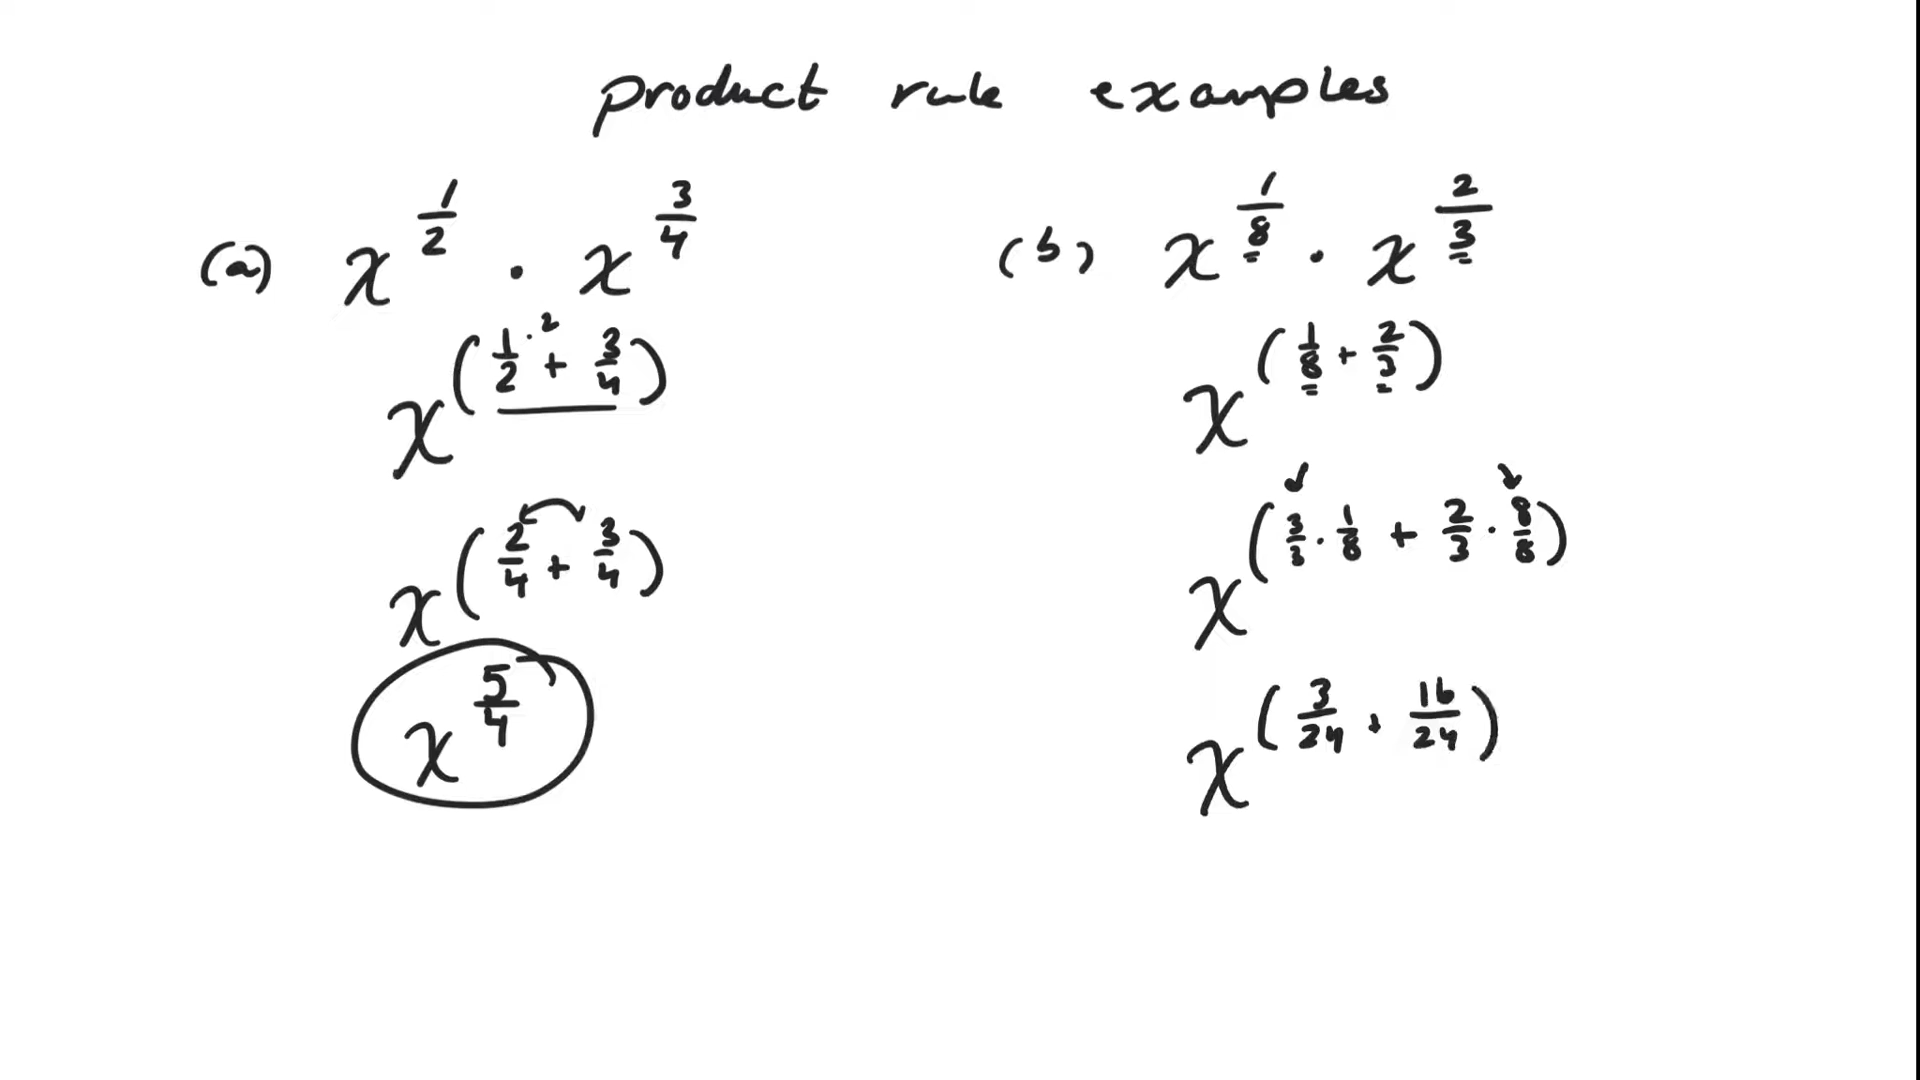 product rule examples
(a) x^(1/2) · x^(3/4)
x^(1/2 · 2 + 3/4)
x^(2/4 + 3/4)
x^(5/4)
(b) x^(1/8) · x^(2/3)
x^(1/8 + 2/3)
x^(3/3 · 1/8 + 2/3 · 8/8)
x^(3/24 + 16/24)